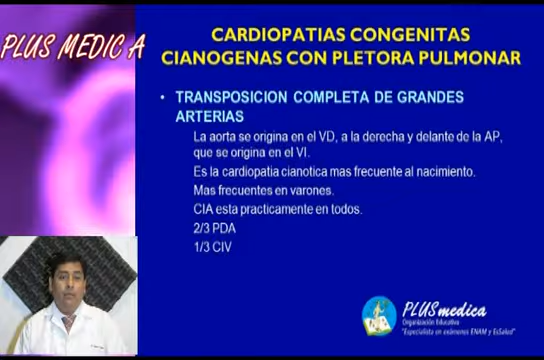 PLUS MEDIC A
CARDIOPATIAS CONGENITAS
CIANOGENAS CON PLETORA PULMONAR
• TRANSPOSICION COMPLETA DE GRANDES
ARTERIAS
La aorta se origina en el VD, a la derecha y delante de la AP,
que se origina en el VI.
Es la cardiopatia cianotica mas frecuente al nacimiento.
Mas frecuentes en varones.
CIA esta practicamente en todos.
2/3 PDA
1/3 CIV
PLUSmedica
Organización Educativa
"Especialista en exámenes ENAM y EsSalud"